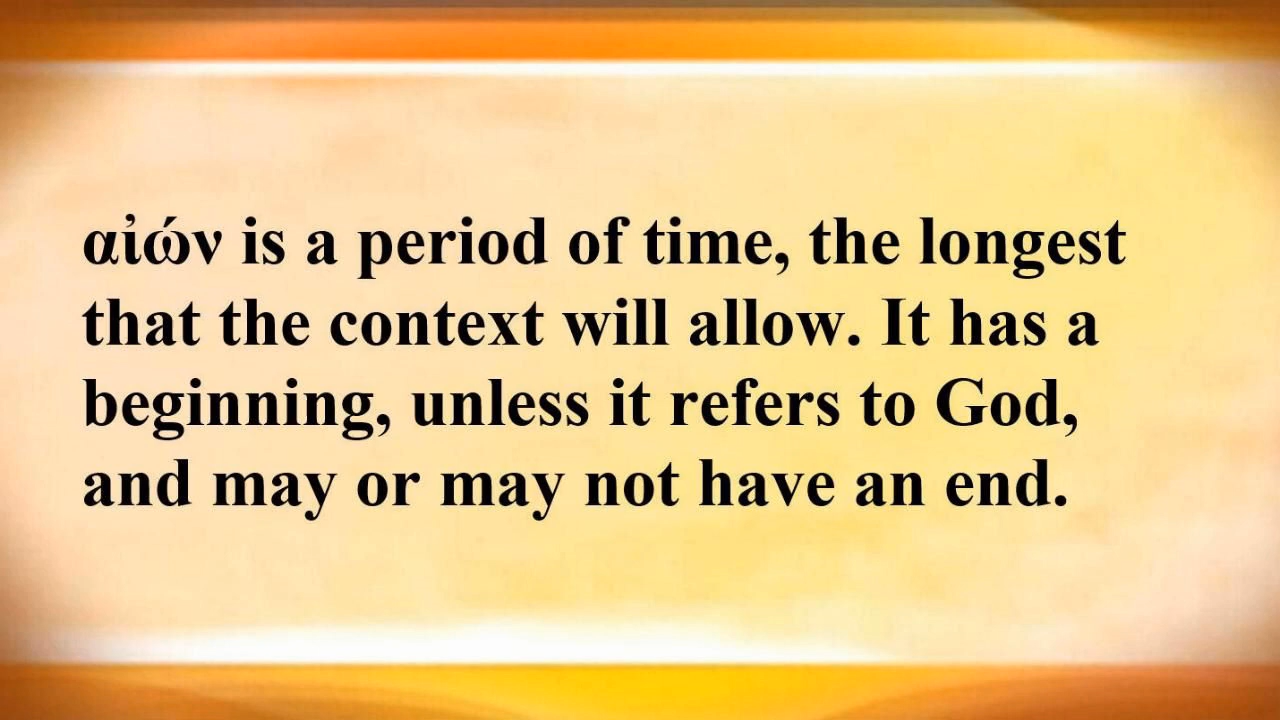 αἰών is a period of time, the longest
that the context will allow. It has a
beginning, unless it refers to God,
and may or may not have an end.